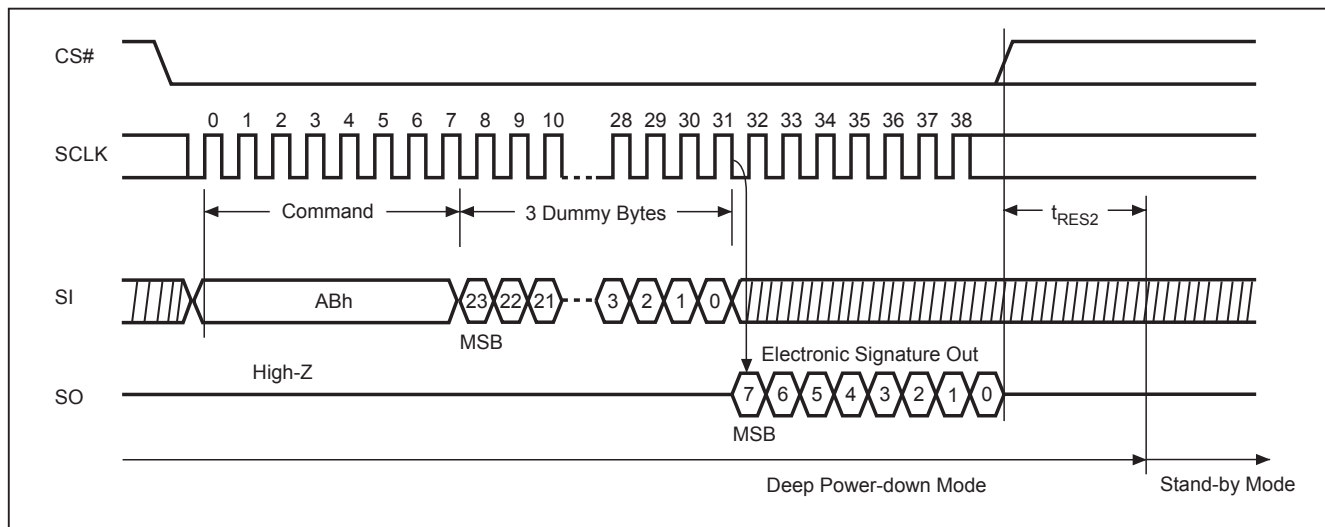 CS#
0 1 2 3 4 5 6 7 8 9 10 28 29 30 31 32 33 34 35 36 37 38
SCLK
Command 3 Dummy Bytes tRES2
SI ABh 23 22 21 3 2 1 0
MSB
High-Z Electronic Signature Out
SO 7 6 5 4 3 2 1 0
MSB
Deep Power-down Mode Stand-by Mode